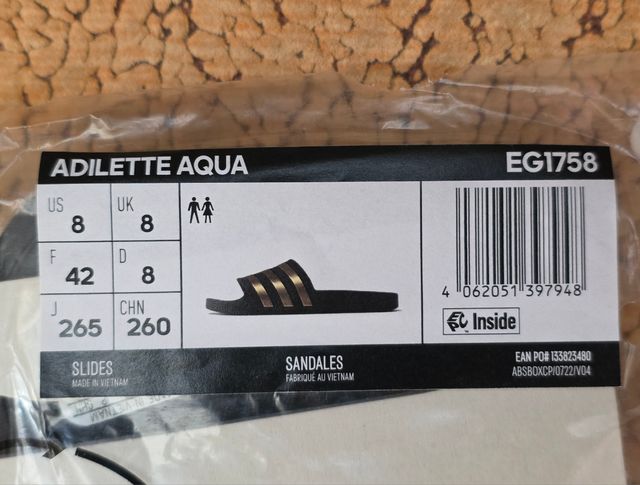 ADILETTE AQUA EG1758
US 8 UK 8
F 42 D 8
J 265 CHN 260
4 062051 397948
Inside
SLIDES
MADE IN VIETNAM
SANDALES
FABRIQUÉ AU VIETNAM
EAN PO# 133823480
ABSBOXCP/0722/V04